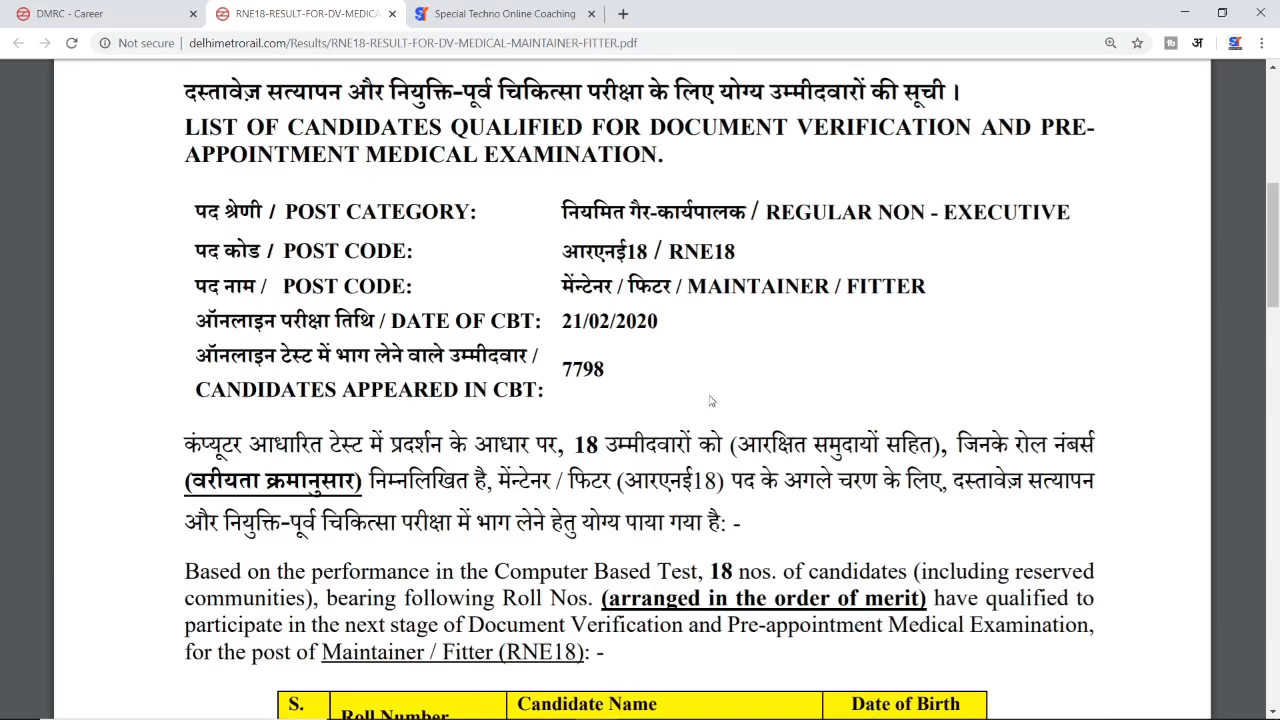 DMRC - Career
RNE18-RESULT-FOR-DV-MEDICA
Special Techno Online Coaching
Not secure | delhimetrorail.com/Results/RNE18-RESULT-FOR-DV-MEDICAL-MAINTAINER-FITTER.pdf
दस्तावेज़ सत्यापन और नियुक्ति-पूर्व चिकित्सा परीक्षा के लिए योग्य उम्मीदवारों की सूची ।
LIST OF CANDIDATES QUALIFIED FOR DOCUMENT VERIFICATION AND PRE-
APPOINTMENT MEDICAL EXAMINATION.
पद श्रेणी / POST CATEGORY: नियमित गैर-कार्यपालक / REGULAR NON - EXECUTIVE
पद कोड / POST CODE: आरएनई18 / RNE18
पद नाम / POST CODE: मेंन्टेनर / फिटर / MAINTAINER / FITTER
ऑनलाइन परीक्षा तिथि / DATE OF CBT: 21/02/2020
ऑनलाइन टेस्ट में भाग लेने वाले उम्मीदवार /
7798
CANDIDATES APPEARED IN CBT:
कंप्यूटर आधारित टेस्ट में प्रदर्शन के आधार पर, 18 उम्मीदवारों को (आरक्षित समुदायों सहित), जिनके रोल नंबर्स
(वरीयता क्रमानुसार) निम्नलिखित है, मेंन्टेनर / फिटर (आरएनई18) पद के अगले चरण के लिए, दस्तावेज़ सत्यापन
और नियुक्ति-पूर्व चिकित्सा परीक्षा में भाग लेने हेतु योग्य पाया गया है: -
Based on the performance in the Computer Based Test, 18 nos. of candidates (including reserved
communities), bearing following Roll Nos. (arranged in the order of merit) have qualified to
participate in the next stage of Document Verification and Pre-appointment Medical Examination,
for the post of Maintainer / Fitter (RNE18): -
S. Roll Number Candidate Name Date of Birth